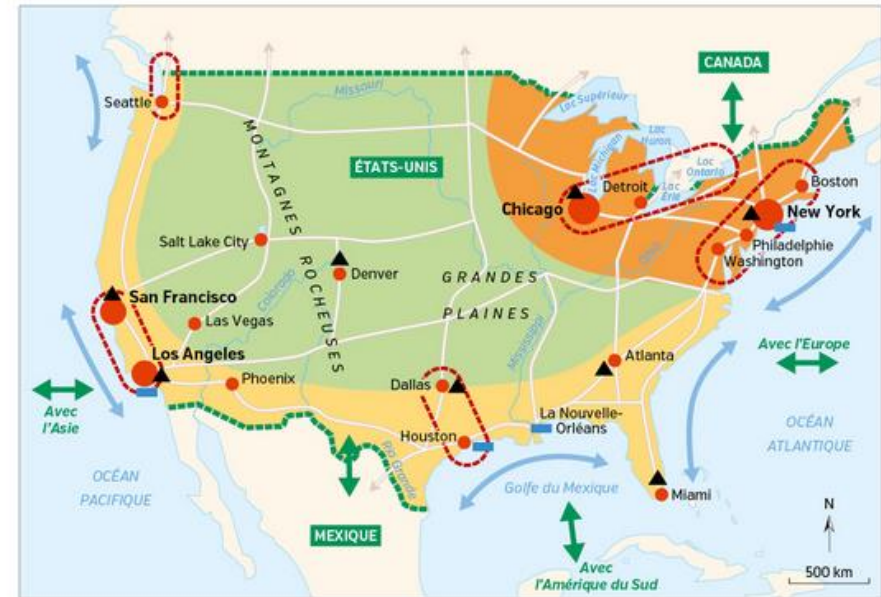 CANADA
Seattle
Missouri
Lac Supérieur
Lac Huron
Lac Michigan
Lac Ontario
Lac Érié
MONTAGNES ROCHEUSES
ÉTATS-UNIS
Chicago
Detroit
Boston
New York
Philadelphie
Washington
Ohio
Salt Lake City
Denver
Colorado
GRANDES
PLAINES
San Francisco
Las Vegas
Los Angeles
Phoenix
Mississippi
Atlanta
Dallas
Houston
La Nouvelle-
Orléans
Miami
Avec l'Europe
Avec
l'Asie
OCÉAN
PACIFIQUE
OCÉAN
ATLANTIQUE
Rio Grande
Golfe du Mexique
MEXIQUE
Avec
l'Amérique du Sud
N
500 km